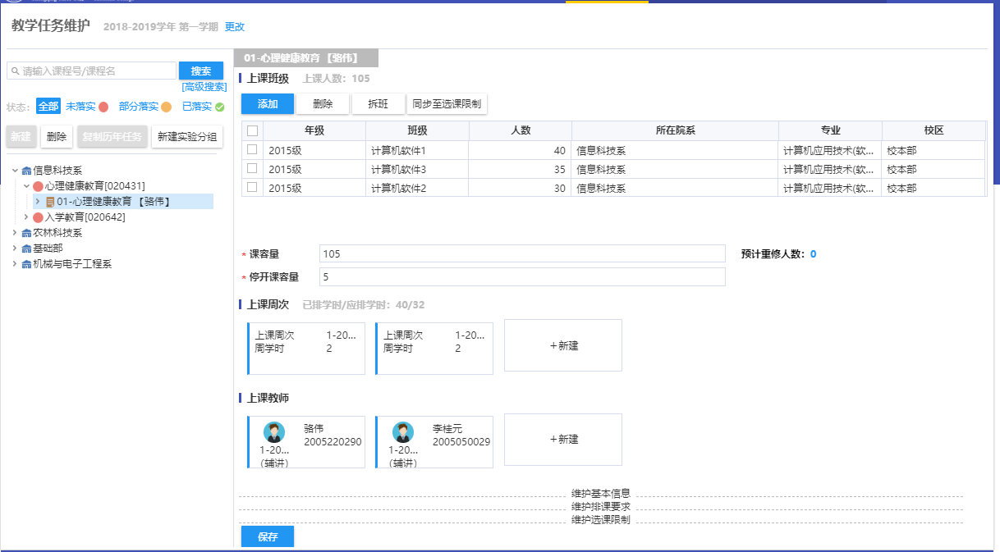 教学任务维护 2018-2019学年 第一学期 更改
请输入课程号/课程名 搜索
[高级搜索]
状态: 全部 未落实 部分落实 已落实
新建 删除 复制历年任务 新建实验分组
信息科技系
心理健康教育[020431]
01-心理健康教育 【骆伟】
入学教育[020642]
农林科技系
基础部
机械与电子工程系
01-心理健康教育 【骆伟】
上课班级 上课人数: 105
添加 删除 拆班 同步至选课限制
年级 班级 人数 所在院系 专业 校区
2015级 计算机软件1 40 信息科技系 计算机应用技术(软... 校本部
2015级 计算机软件3 35 信息科技系 计算机应用技术(软... 校本部
2015级 计算机软件2 30 信息科技系 计算机应用技术(软... 校本部
* 课容量 105 预计重修人数: 0
* 停开课容量 5
上课周次 已排学时/应排学时: 40/32
上课周次 1-20... 上课周次 1-20...
周学时 2 周学时 2
+新建
上课教师
骆伟 李桂元
2005220290 2005050029
1-20... 1-20...
(辅讲) (辅讲)
+新建
维护基本信息
维护排课要求
维护选课限制
保存